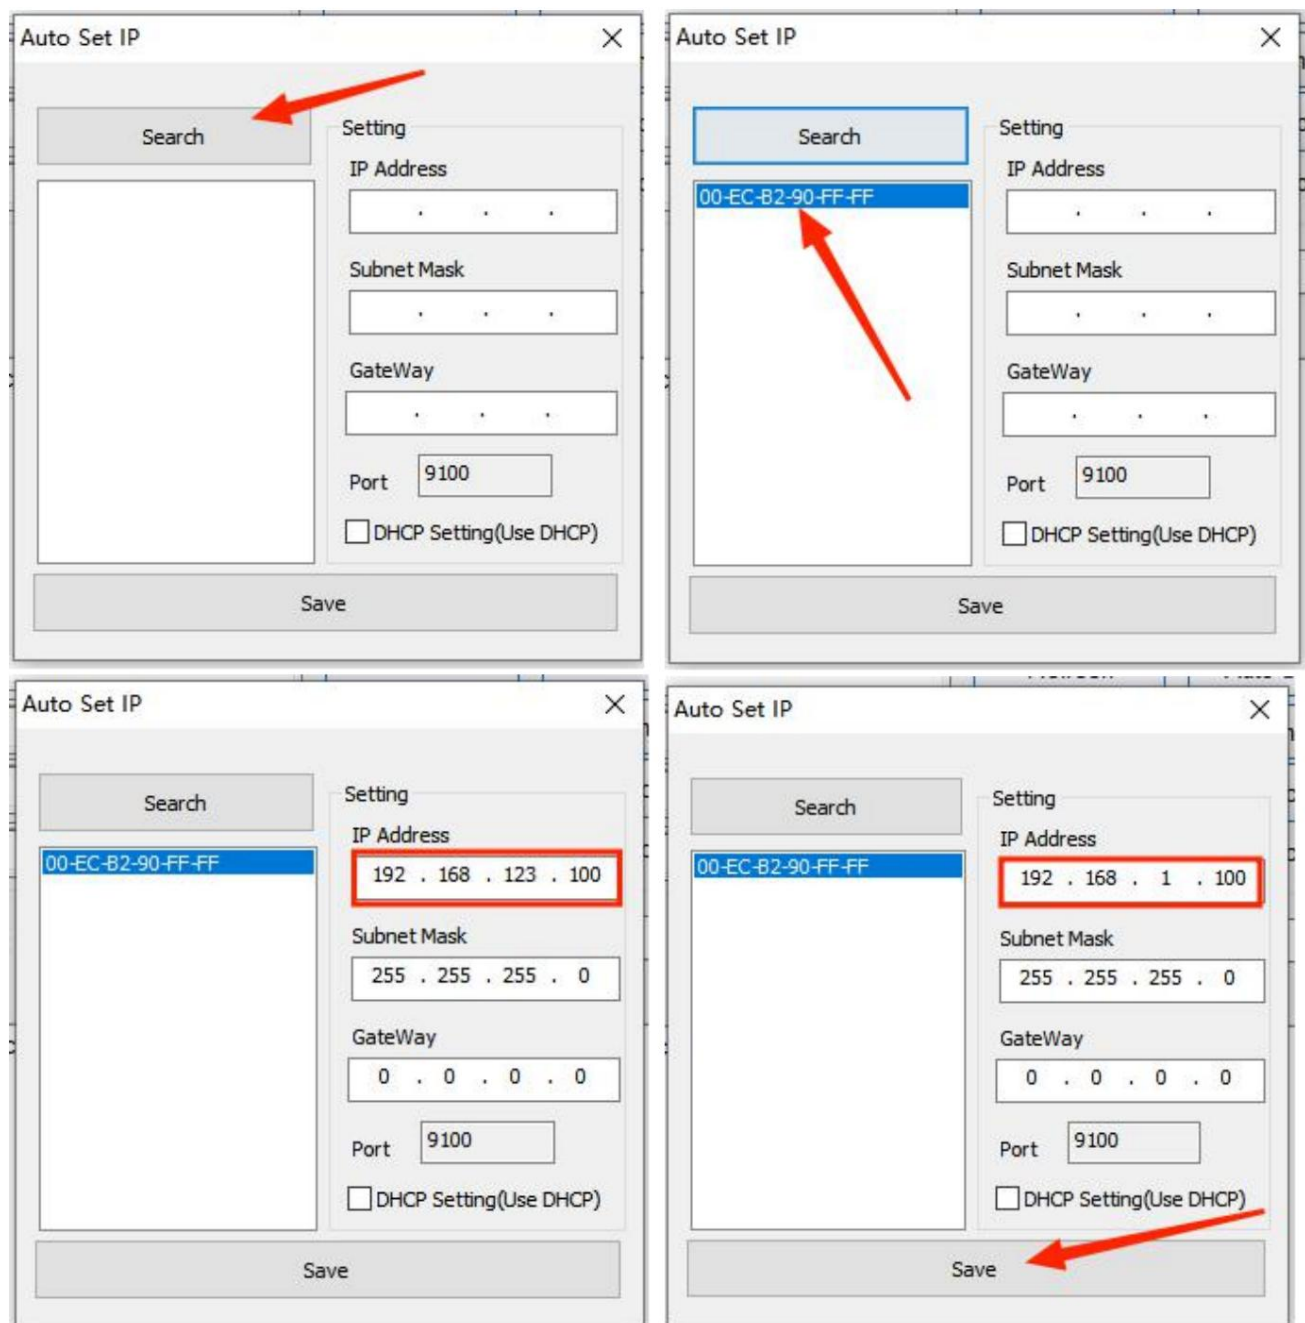 Auto Set IP
Search
Setting
IP Address
. . .
Subnet Mask
. . .
GateWay
. . .
Port 9100
DHCP Setting(Use DHCP)
Save
Auto Set IP
Search
Setting
00-EC-B2-90-FF-FF
IP Address
. . .
Subnet Mask
. . .
GateWay
. . .
Port 9100
DHCP Setting(Use DHCP)
Save
Auto Set IP
Search
Setting
00-EC-B2-90-FF-FF
IP Address
192 . 168 . 123 . 100
Subnet Mask
255 . 255 . 255 . 0
GateWay
0 . 0 . 0 . 0
Port 9100
DHCP Setting(Use DHCP)
Save
Auto Set IP
Search
Setting
00-EC-B2-90-FF-FF
IP Address
192 . 168 . 1 . 100
Subnet Mask
255 . 255 . 255 . 0
GateWay
0 . 0 . 0 . 0
Port 9100
DHCP Setting(Use DHCP)
Save